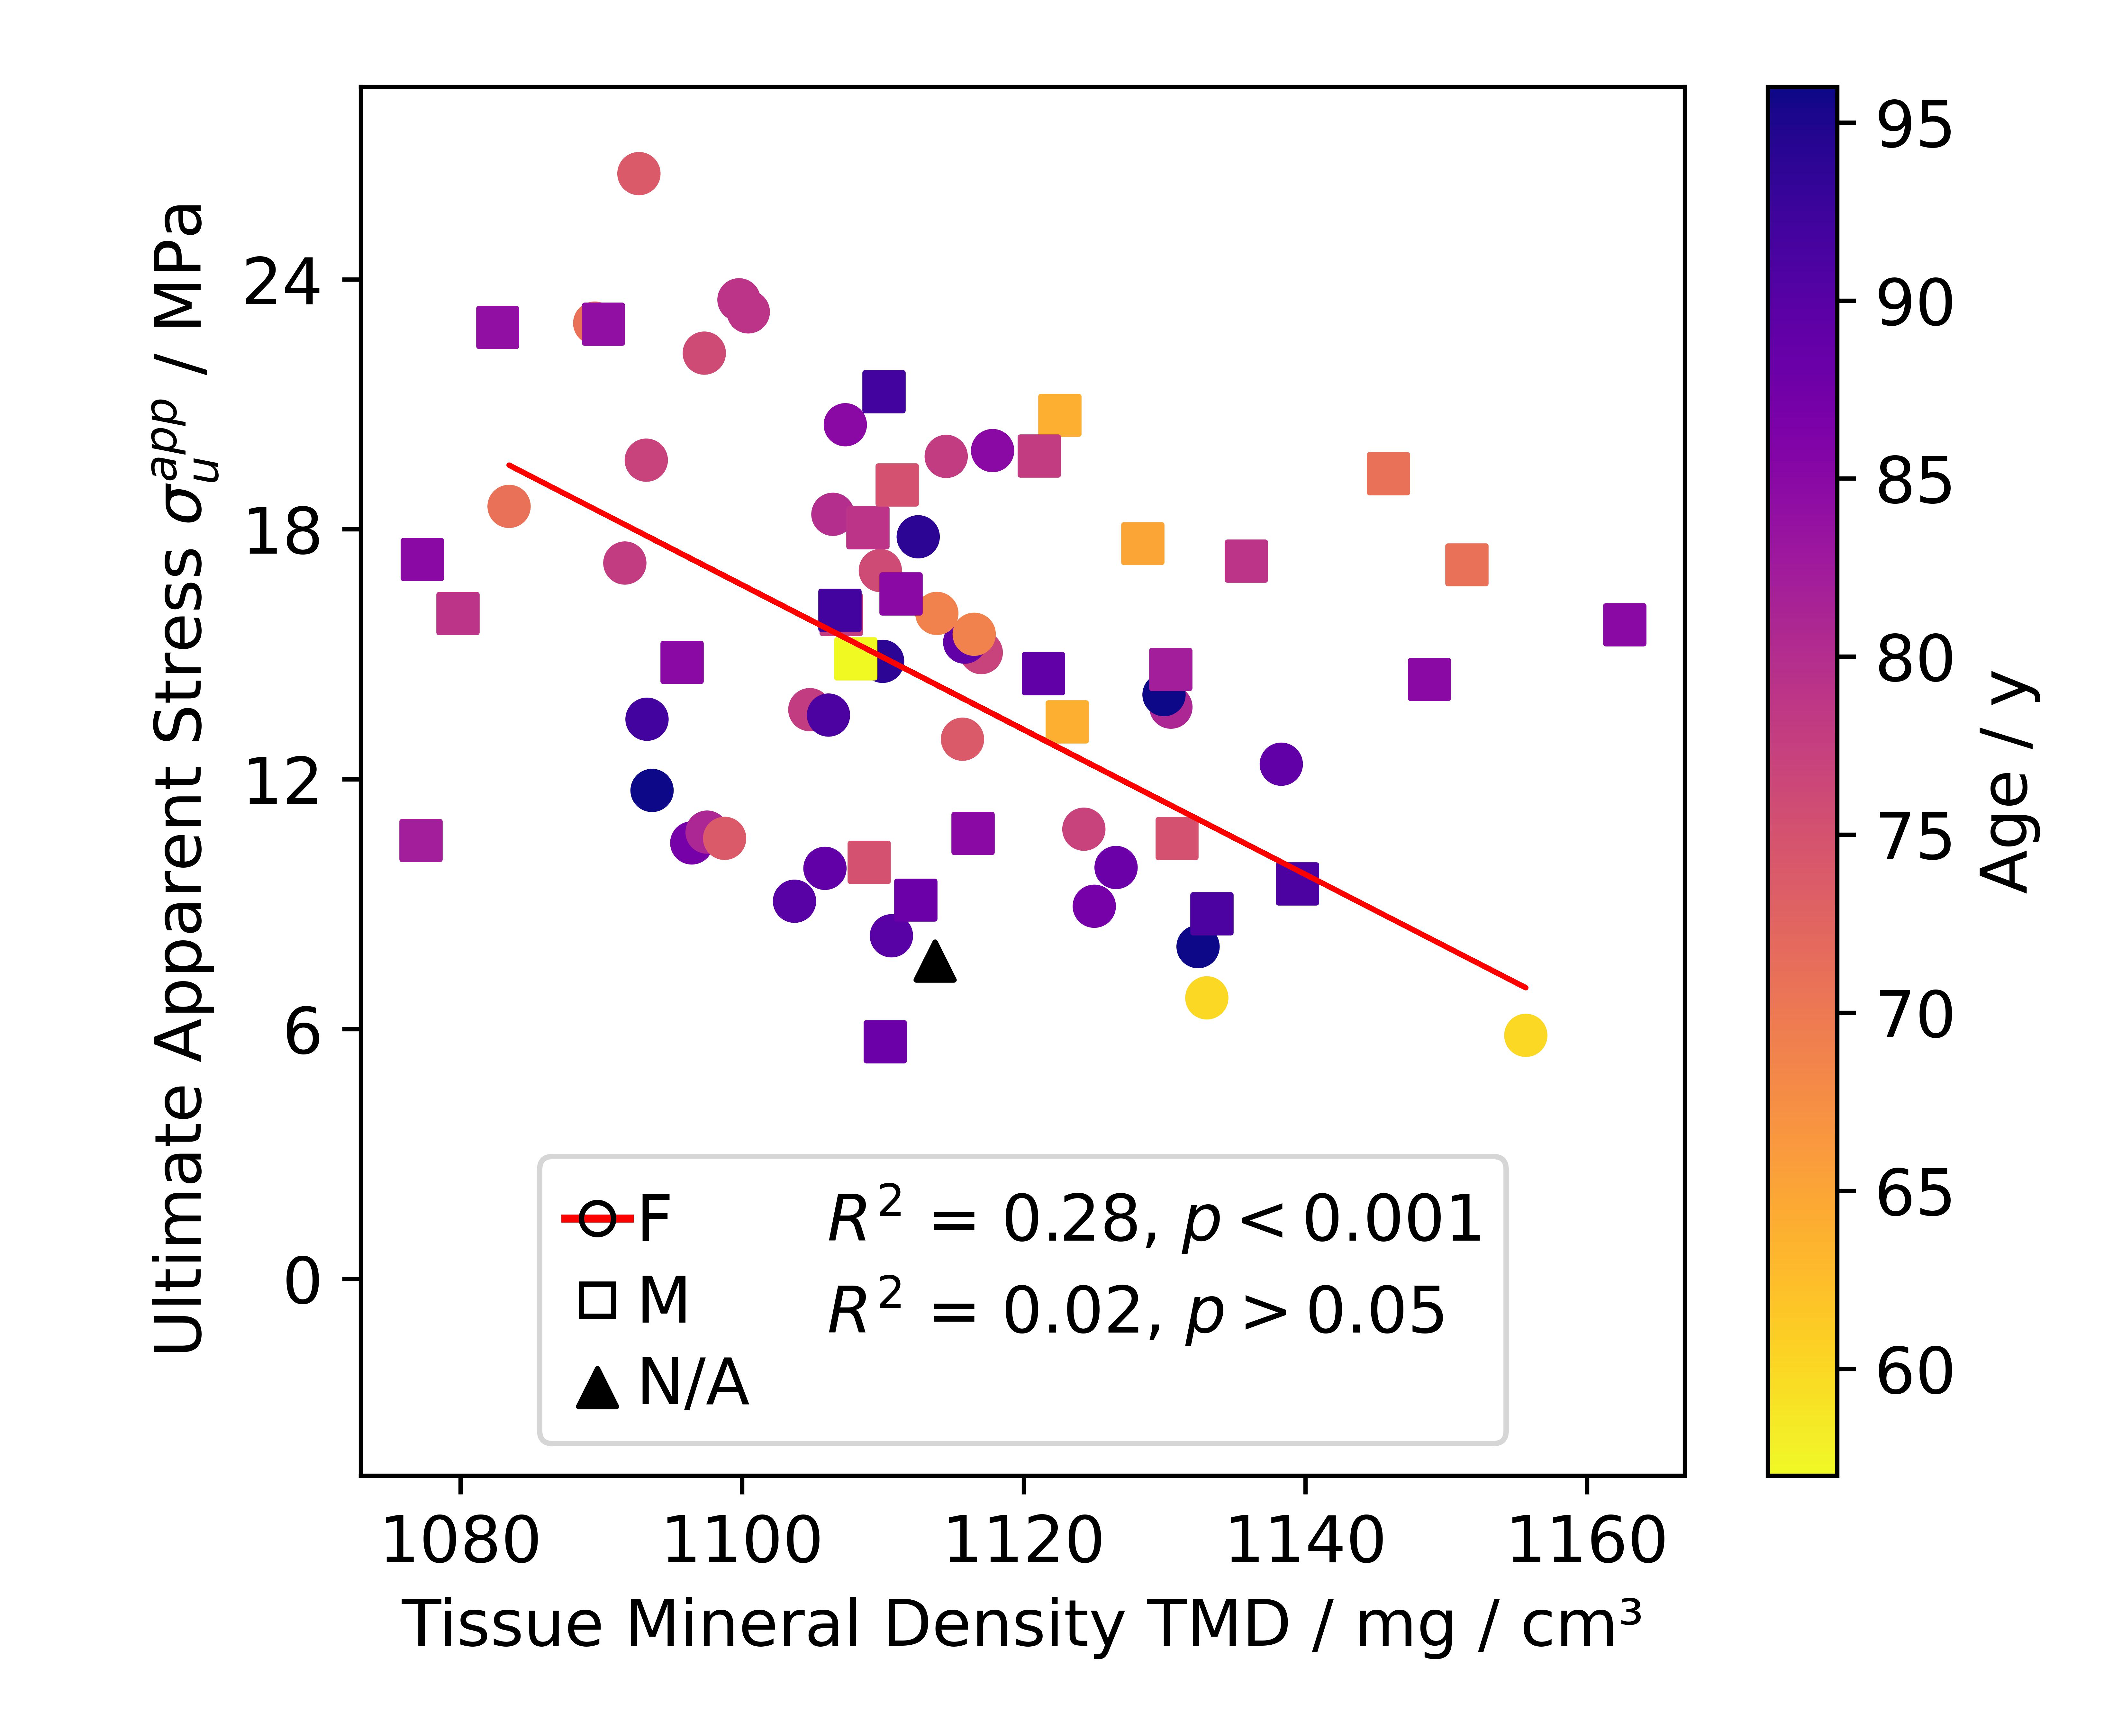 Ultimate Apparent Stress σ_u^app / MPa
24
18
12
6
0
F R² = 0.28, p < 0.001
M R² = 0.02, p > 0.05
N/A
1080 1100 1120 1140 1160
Tissue Mineral Density TMD / mg / cm³
95
90
85
80
75
70
65
60
Age / y